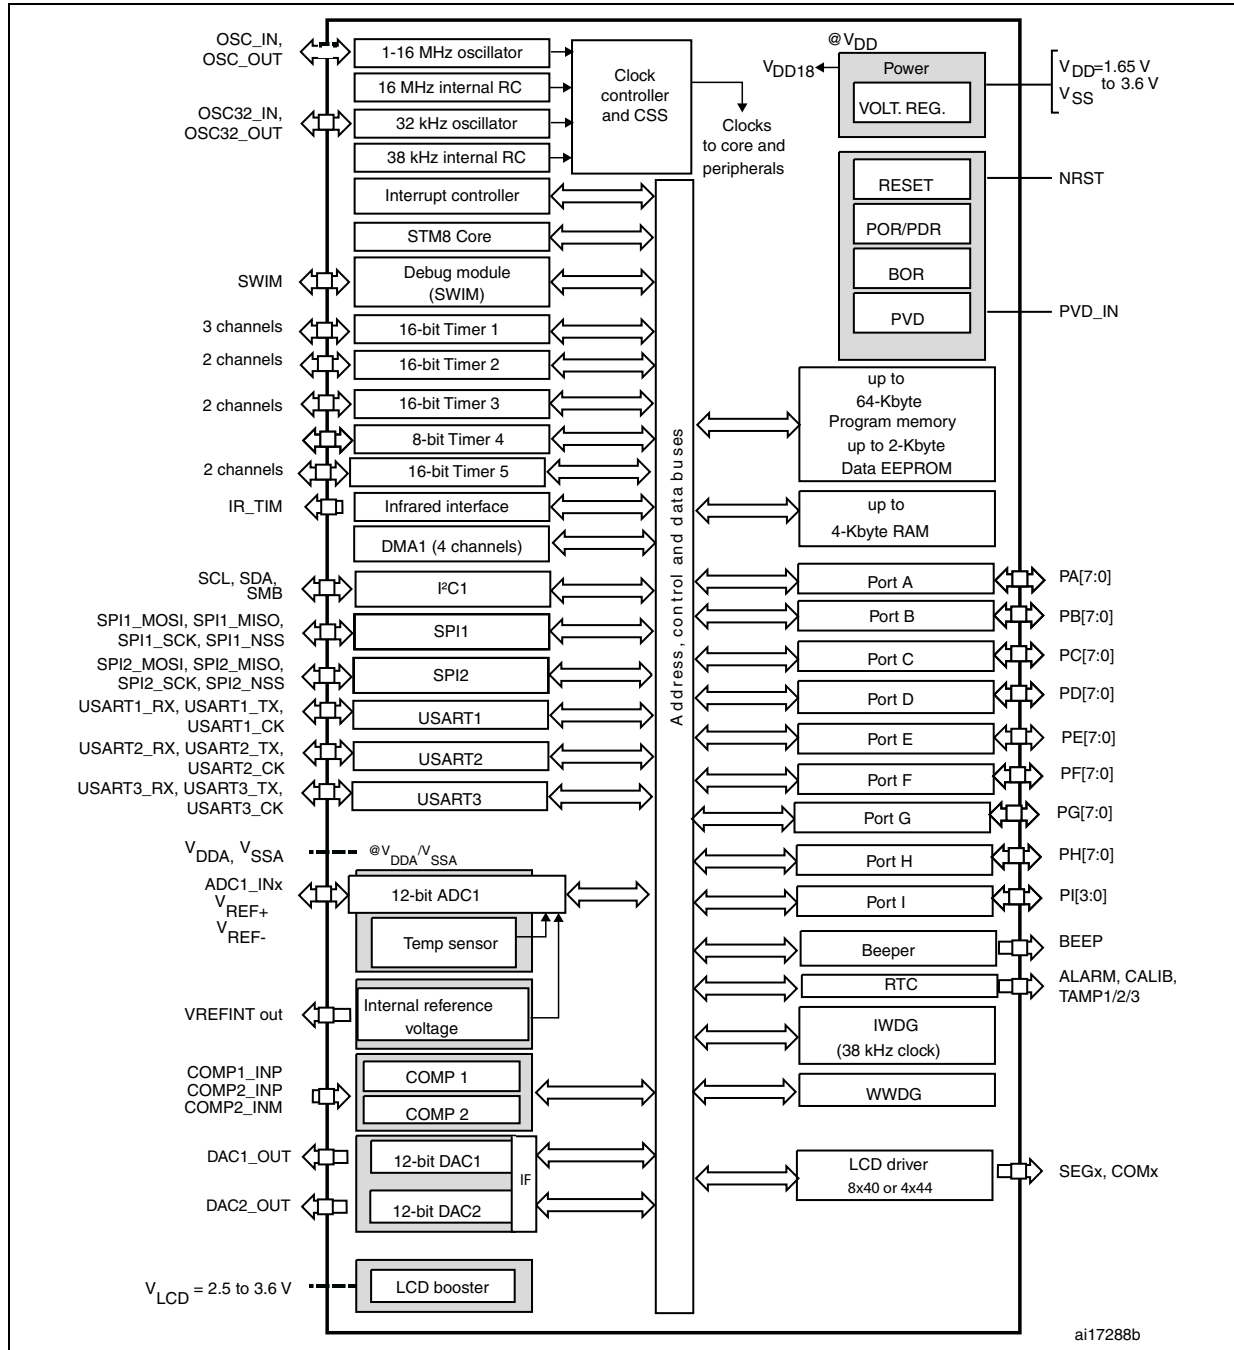 OSC_IN,
OSC_OUT
1-16 MHz oscillator
16 MHz internal RC
OSC32_IN,
OSC32_OUT
32 kHz oscillator
38 kHz internal RC
Clock
controller
and CSS
Clocks
to core and
peripherals
@VDD
VDD18
Power
VOLT. REG.
VDD=1.65 V
to 3.6 V
VSS
RESET
NRST
POR/PDR
BOR
PVD
PVD_IN
Interrupt controller
STM8 Core
SWIM
Debug module
(SWIM)
3 channels
16-bit Timer 1
2 channels
16-bit Timer 2
2 channels
16-bit Timer 3
8-bit Timer 4
2 channels
16-bit Timer 5
IR_TIM
Infrared interface
DMA1 (4 channels)
SCL, SDA,
SMB
I²C1
SPI1_MOSI, SPI1_MISO,
SPI1_SCK, SPI1_NSS
SPI1
SPI2_MOSI, SPI2_MISO,
SPI2_SCK, SPI2_NSS
SPI2
USART1_RX, USART1_TX,
USART1_CK
USART1
USART2_RX, USART2_TX,
USART2_CK
USART2
USART3_RX, USART3_TX,
USART3_CK
USART3
VDDA, VSSA
@VDDA/VSSA
ADC1_INx
VREF+
VREF-
12-bit ADC1
Temp sensor
VREFINT out
Internal reference
voltage
COMP1_INP
COMP2_INP
COMP2_INM
COMP 1
COMP 2
DAC1_OUT
12-bit DAC1
IF
DAC2_OUT
12-bit DAC2
VLCD = 2.5 to 3.6 V
LCD booster
Address, control and data buses
up to
64-Kbyte
Program memory
up to 2-Kbyte
Data EEPROM
up to
4-Kbyte RAM
Port A
PA[7:0]
Port B
PB[7:0]
Port C
PC[7:0]
Port D
PD[7:0]
Port E
PE[7:0]
Port F
PF[7:0]
Port G
PG[7:0]
Port H
PH[7:0]
Port I
PI[3:0]
Beeper
BEEP
RTC
ALARM, CALIB,
TAMP1/2/3
IWDG
(38 kHz clock)
WWDG
LCD driver
8x40 or 4x44
SEGx, COMx
ai17288b